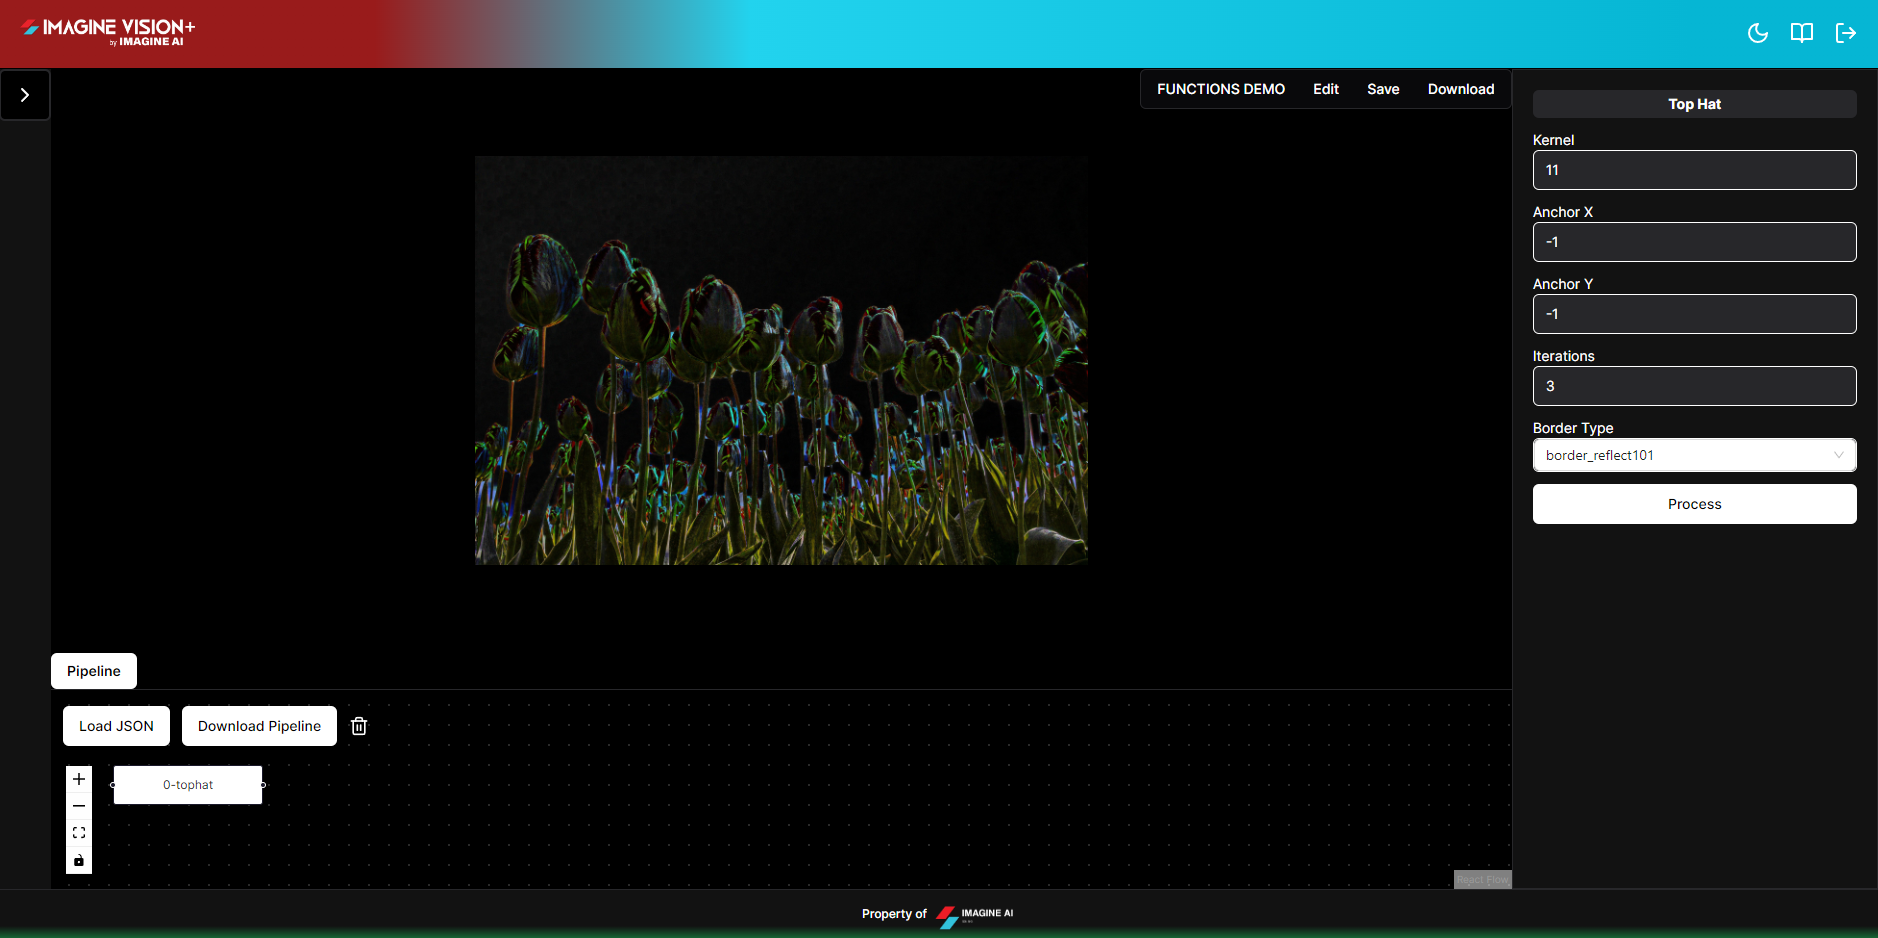 IMAGINE VISION+
by IMAGINE AI
FUNCTIONS DEMO Edit Save Download
Top Hat
Kernel
11
Anchor X
-1
Anchor Y
-1
Iterations
3
Border Type
border_reflect101
Process
Pipeline
Load JSON Download Pipeline
0-tophat
React Flow
Property of IMAGINE AI